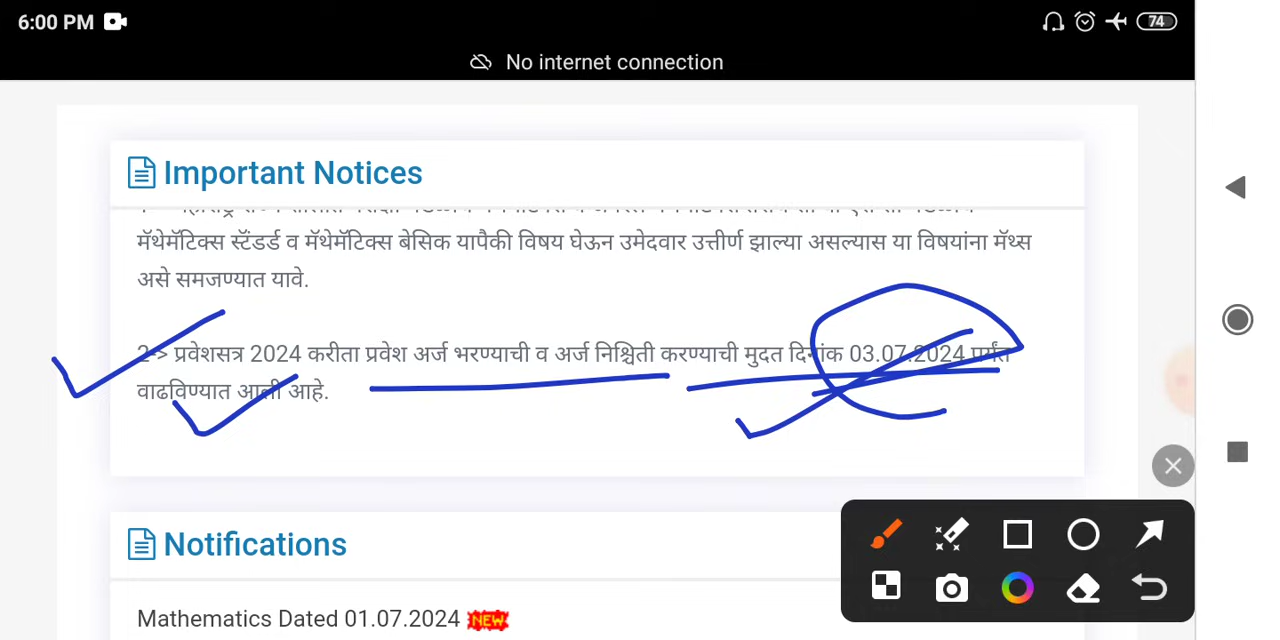 6:00 PM
74
No internet connection
Important Notices
मॅथेमॅटिक्स स्टॅंडर्ड व मॅथेमॅटिक्स बेसिक यापैकी विषय घेऊन उमेदवार उत्तीर्ण झाल्या असल्यास या विषयांना मॅथ्स
असे समजण्यात यावे.
2-> प्रवेशसत्र 2024 करीता प्रवेश अर्ज भरण्याची व अर्ज निश्चिती करण्याची मुदत दिनांक 03.07.2024 पर्यंत
वाढविण्यात आली आहे.
Notifications
Mathematics Dated 01.07.2024 NEW